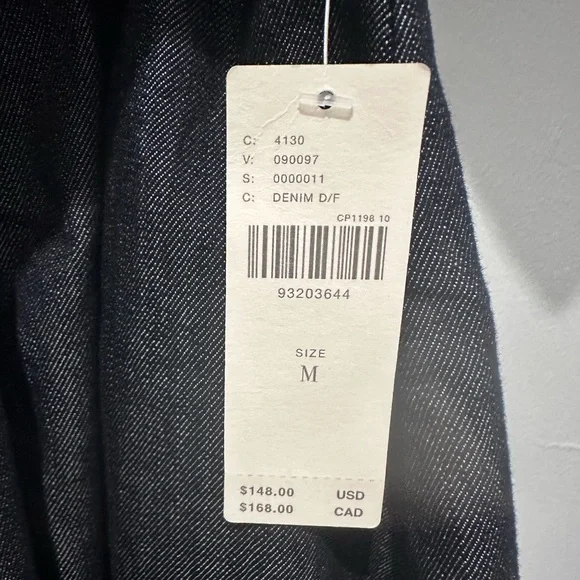 C: 4130
V: 090097
S: 0000011
C: DENIM D/F
CP1198 10
93203644
SIZE
M
$148.00 USD
$168.00 CAD